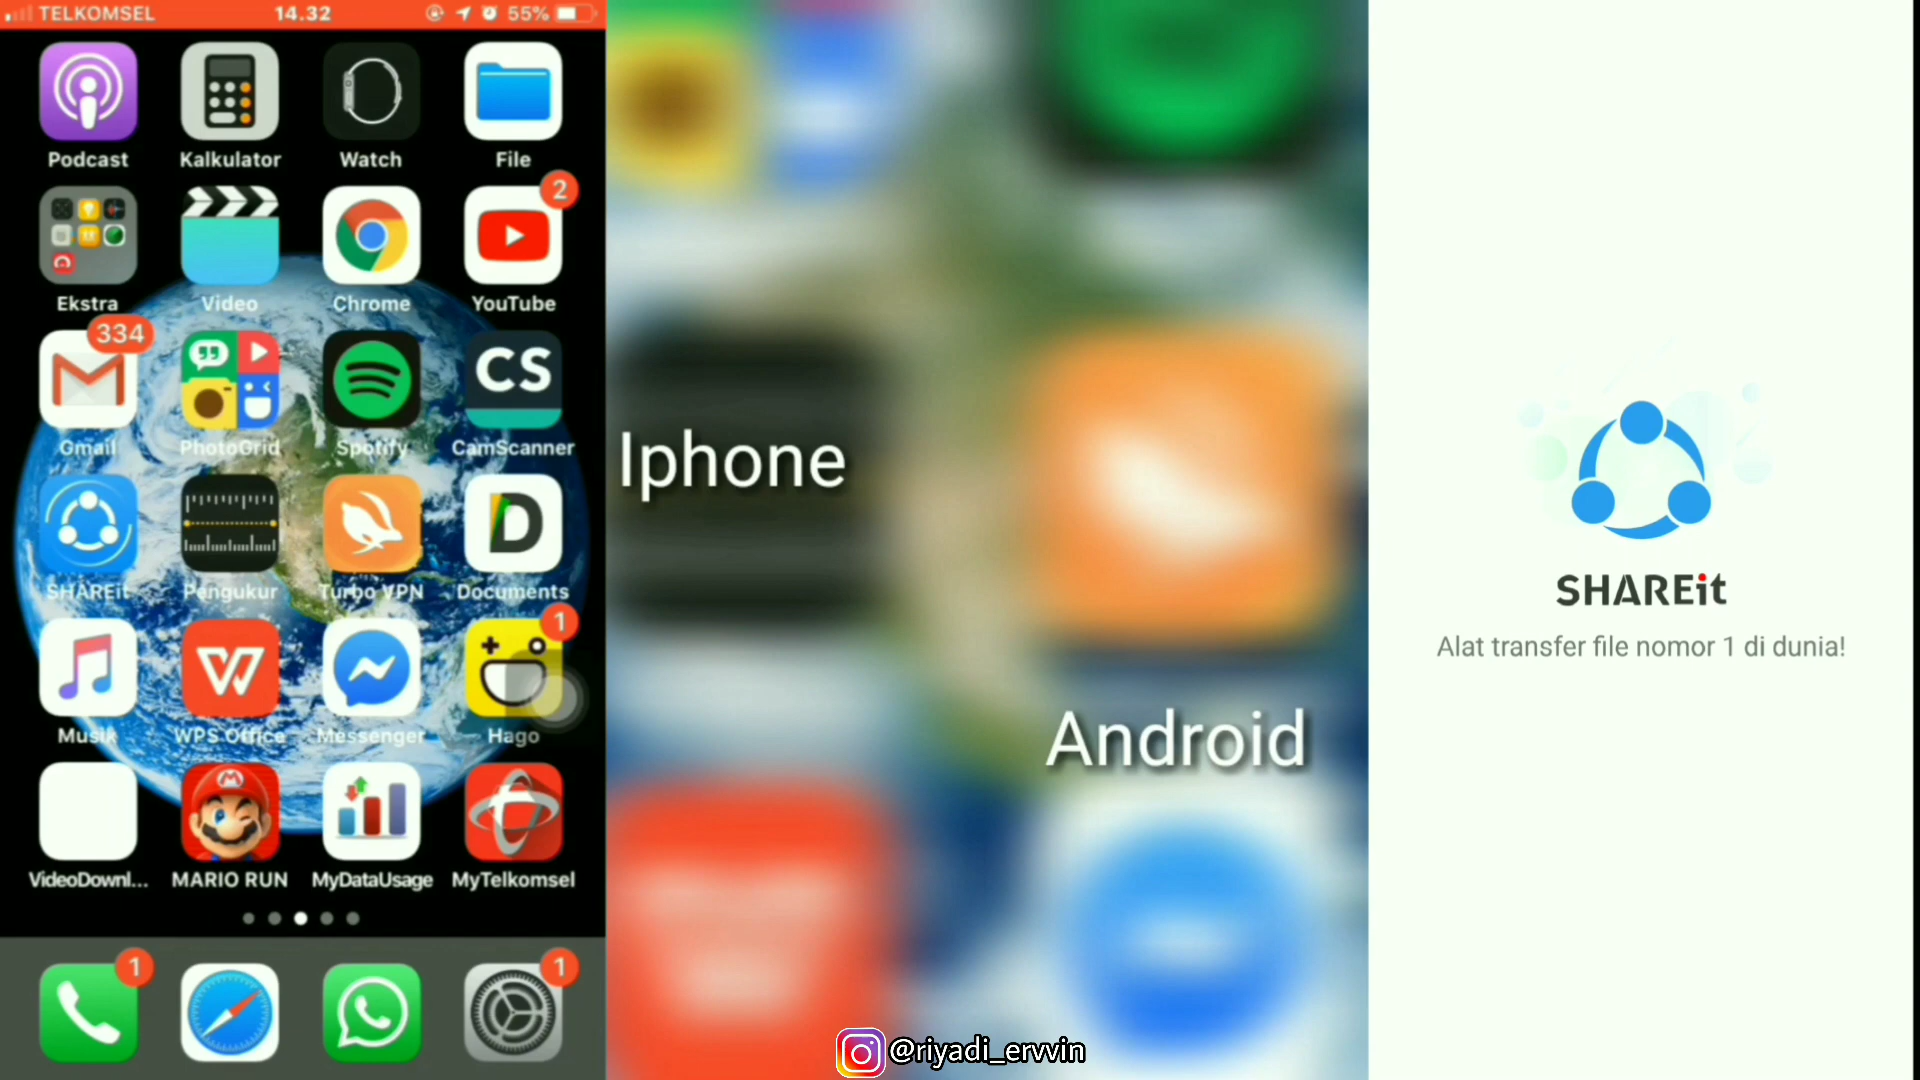 TELKOMSEL 14.32 55%
Podcast Kalkulator Watch File
2
Ekstra Video Chrome YouTube
334
CS
Gmail PhotoGrid Spotify CamScanner
D
SHAREit Pengukur Turbo VPN Documents
1
W
Musik WPS Office Messenger Hago
M
VideoDownl... MARIO RUN MyDataUsage MyTelkomsel
1 1
Iphone
Android
SHAREit
Alat transfer file nomor 1 di dunia!
@riyadi_ervvin